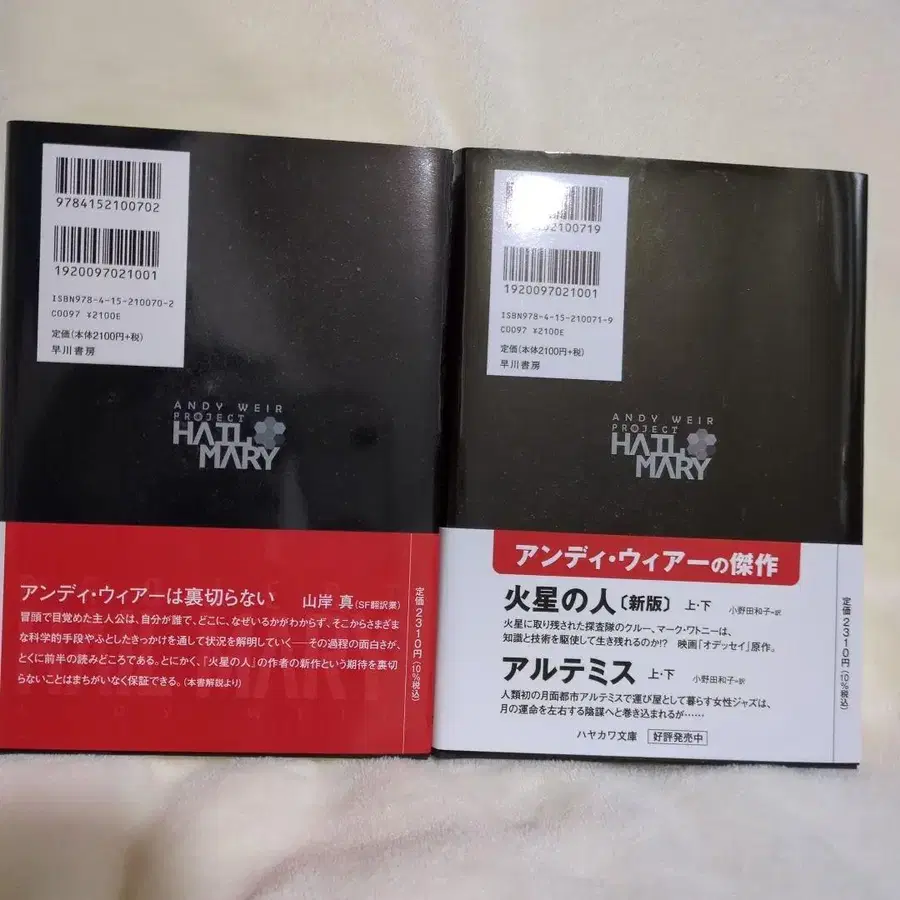 9784152100702
1920097021001
ISBN978-4-15-210070-2
C0097 ¥2100E
定価(本体2100円+税)
早川書房
ANDY WEIR
PROJECT
HAIL
MARY
アンディ・ウィアーは裏切らない 山岸 真(SF翻訳業)
冒頭で目覚めた主人公は、自分が誰で、どこに、なぜいるかがわからず、そこからさまざま
な科学的手段やふとしたきっかけを通して状況を解明していく──その過程の面白さが、
とくに前半の読みどころである。とにかく、『火星の人』の作者の新作という期待を裏切
らないことはまちがいなく保証できる。(本書解説より)
定価2310円(10%税込)
2100719
1920097021001
ISBN978-4-15-210071-9
C0097 ¥2100E
定価(本体2100円+税)
早川書房
ANDY WEIR
PROJECT
HAIL
MARY
アンディ・ウィアーの傑作
火星の人〔新版〕 上・下 小野田和子=訳
火星に取り残された探査隊のクルー、マーク・ワトニーは、
知識と技術を駆使して生き残れるのか!? 映画「オデッセイ」原作。
アルテミス 上・下 小野田和子=訳
人類初の月面都市アルテミスで運び屋として暮らす女性ジャズは、
月の運命を左右する陰謀へと巻き込まれるが……
ハヤカワ文庫 好評発売中
定価2310円(10%税込)